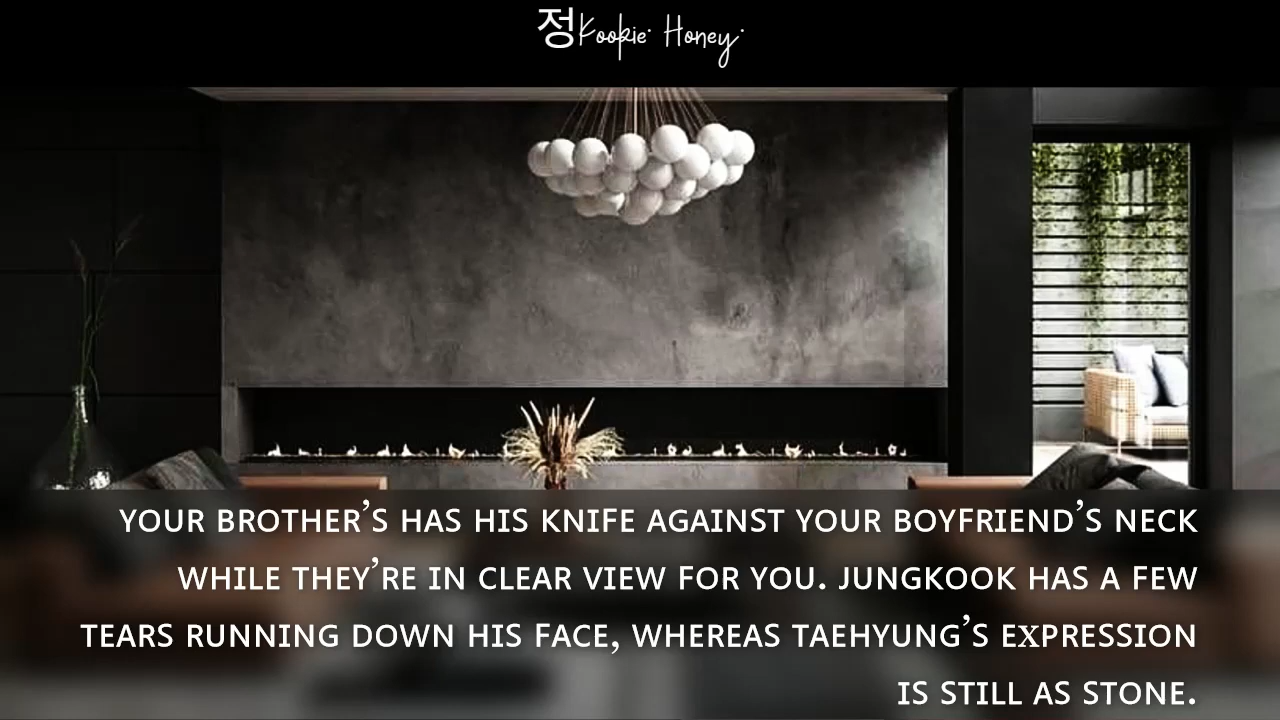 정Kookie Honey
YOUR BROTHER'S HAS HIS KNIFE AGAINST YOUR BOYFRIEND'S NECK
WHILE THEY'RE IN CLEAR VIEW FOR YOU. JUNGKOOK HAS A FEW
TEARS RUNNING DOWN HIS FACE, WHEREAS TAEHYUNG'S EXPRESSION
IS STILL AS STONE.